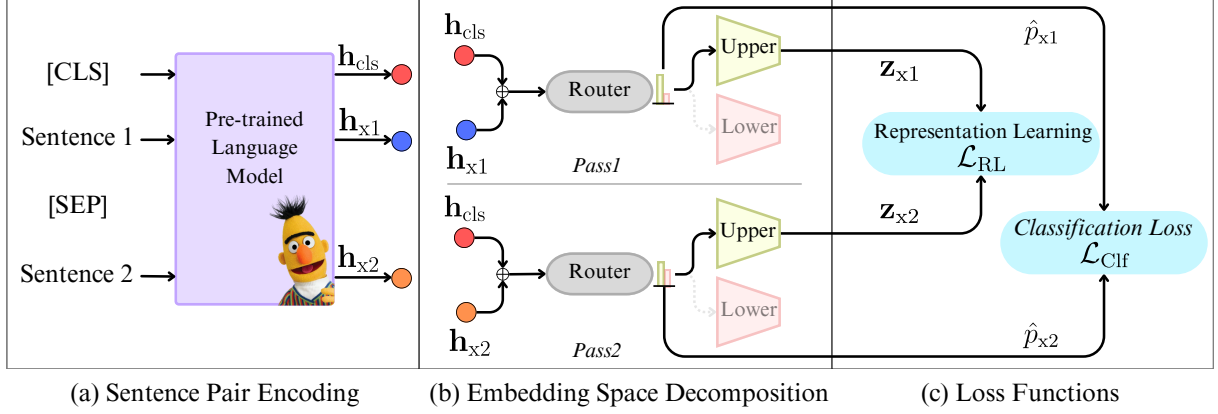 [CLS]
Sentence 1
[SEP]
Sentence 2
Pre-trained
Language
Model
h_cls
h_x1
h_x2
(a) Sentence Pair Encoding
h_cls
h_x1
⊕
Router
Upper
Lower
Pass1
h_cls
h_x2
⊕
Router
Upper
Lower
Pass2
(b) Embedding Space Decomposition
z_x1
p̂_x1
Representation Learning
ℒ_RL
z_x2
Classification Loss
ℒ_Clf
p̂_x2
(c) Loss Functions